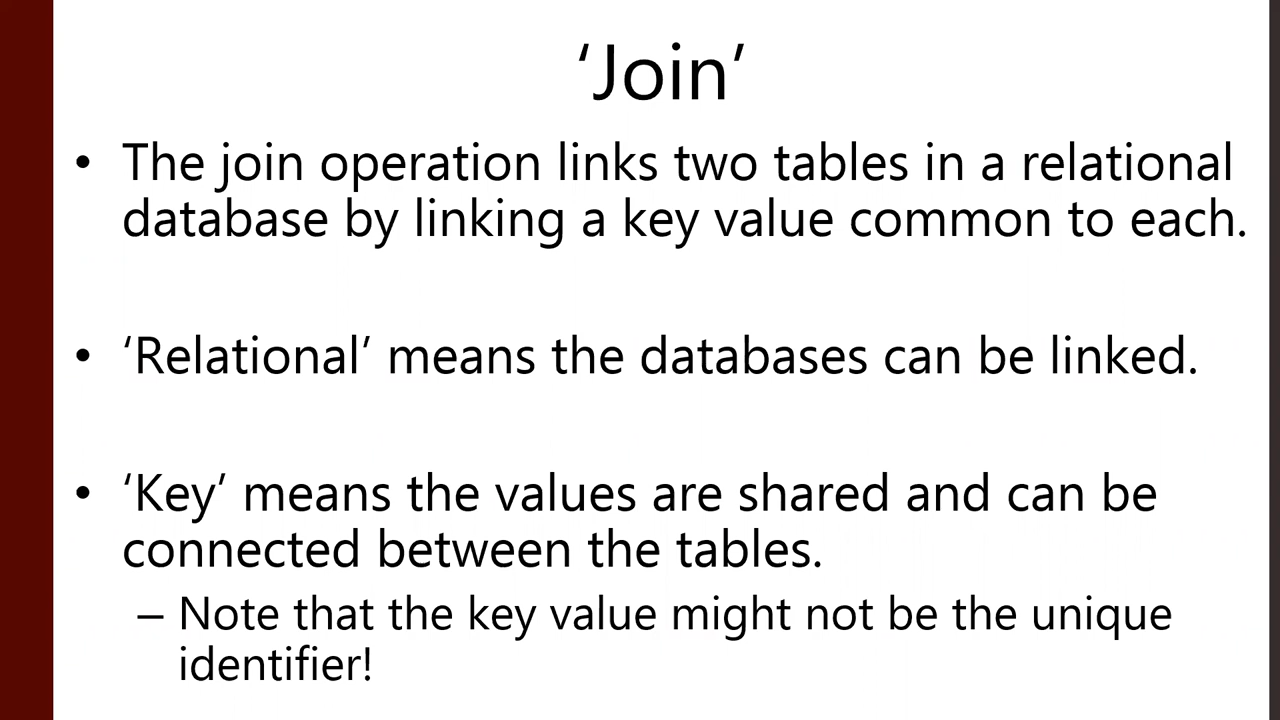 ‘Join’
• The join operation links two tables in a relational
database by linking a key value common to each.
• ‘Relational’ means the databases can be linked.
• ‘Key’ means the values are shared and can be
connected between the tables.
– Note that the key value might not be the unique
identifier!